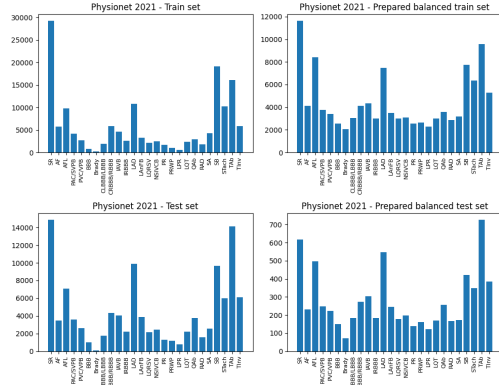 Physionet 2021 - Train set
Physionet 2021 - Prepared balanced train set
30000
25000
20000
15000
10000
5000
0
12000
10000
8000
6000
4000
2000
0
SR
AF
AFL
PAC/SVPB
PVC/VPB
BBB
Brady
CLBBB/LBBB
CRBBB/RBBB
IAVB
IRBBB
LAD
LAnFB
LQRSV
NSIVCB
PR
PRWP
LPR
LQT
QAb
RAD
SA
SB
STach
TAb
TInv
SR
AF
AFL
PAC/SVPB
PVC/VPB
BBB
Brady
CLBBB/LBBB
CRBBB/RBBB
IAVB
IRBBB
LAD
LAnFB
LQRSV
NSIVCB
PR
PRWP
LPR
LQT
QAb
RAD
SA
SB
STach
TAb
TInv
Physionet 2021 - Test set
Physionet 2021 - Prepared balanced test set
14000
12000
10000
8000
6000
4000
2000
0
700
600
500
400
300
200
100
0
SR
AF
AFL
PAC/SVPB
PVC/VPB
BBB
Brady
CLBBB/LBBB
CRBBB/RBBB
IAVB
IRBBB
LAD
LAnFB
LQRSV
NSIVCB
PR
PRWP
LPR
LQT
QAb
RAD
SA
SB
STach
TAb
TInv
SR
AF
AFL
PAC/SVPB
PVC/VPB
BBB
Brady
CLBBB/LBBB
CRBBB/RBBB
IAVB
IRBBB
LAD
LAnFB
LQRSV
NSIVCB
PR
PRWP
LPR
LQT
QAb
RAD
SA
SB
STach
TAb
TInv